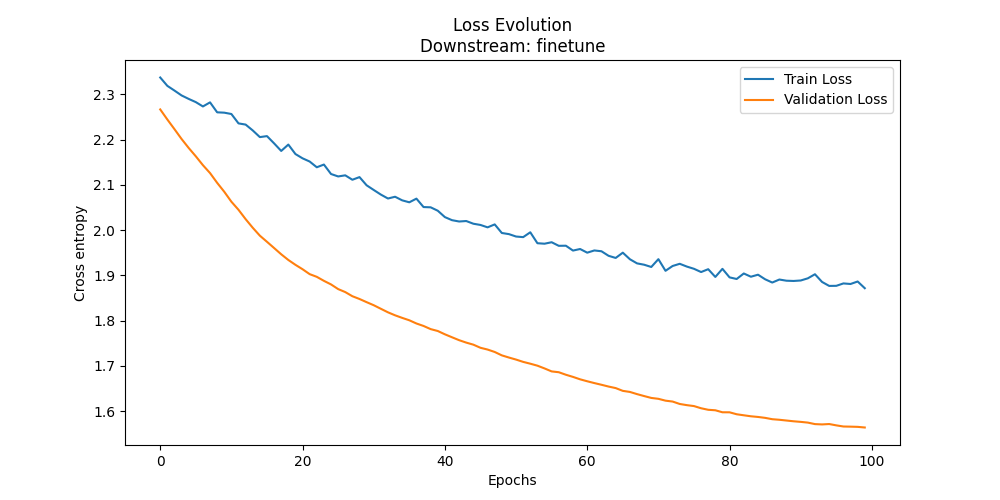 Loss Evolution
Downstream: finetune
Train Loss
Validation Loss
2.3
2.2
2.1
2.0
1.9
1.8
1.7
1.6
Cross entropy
0 20 40 60 80 100
Epochs